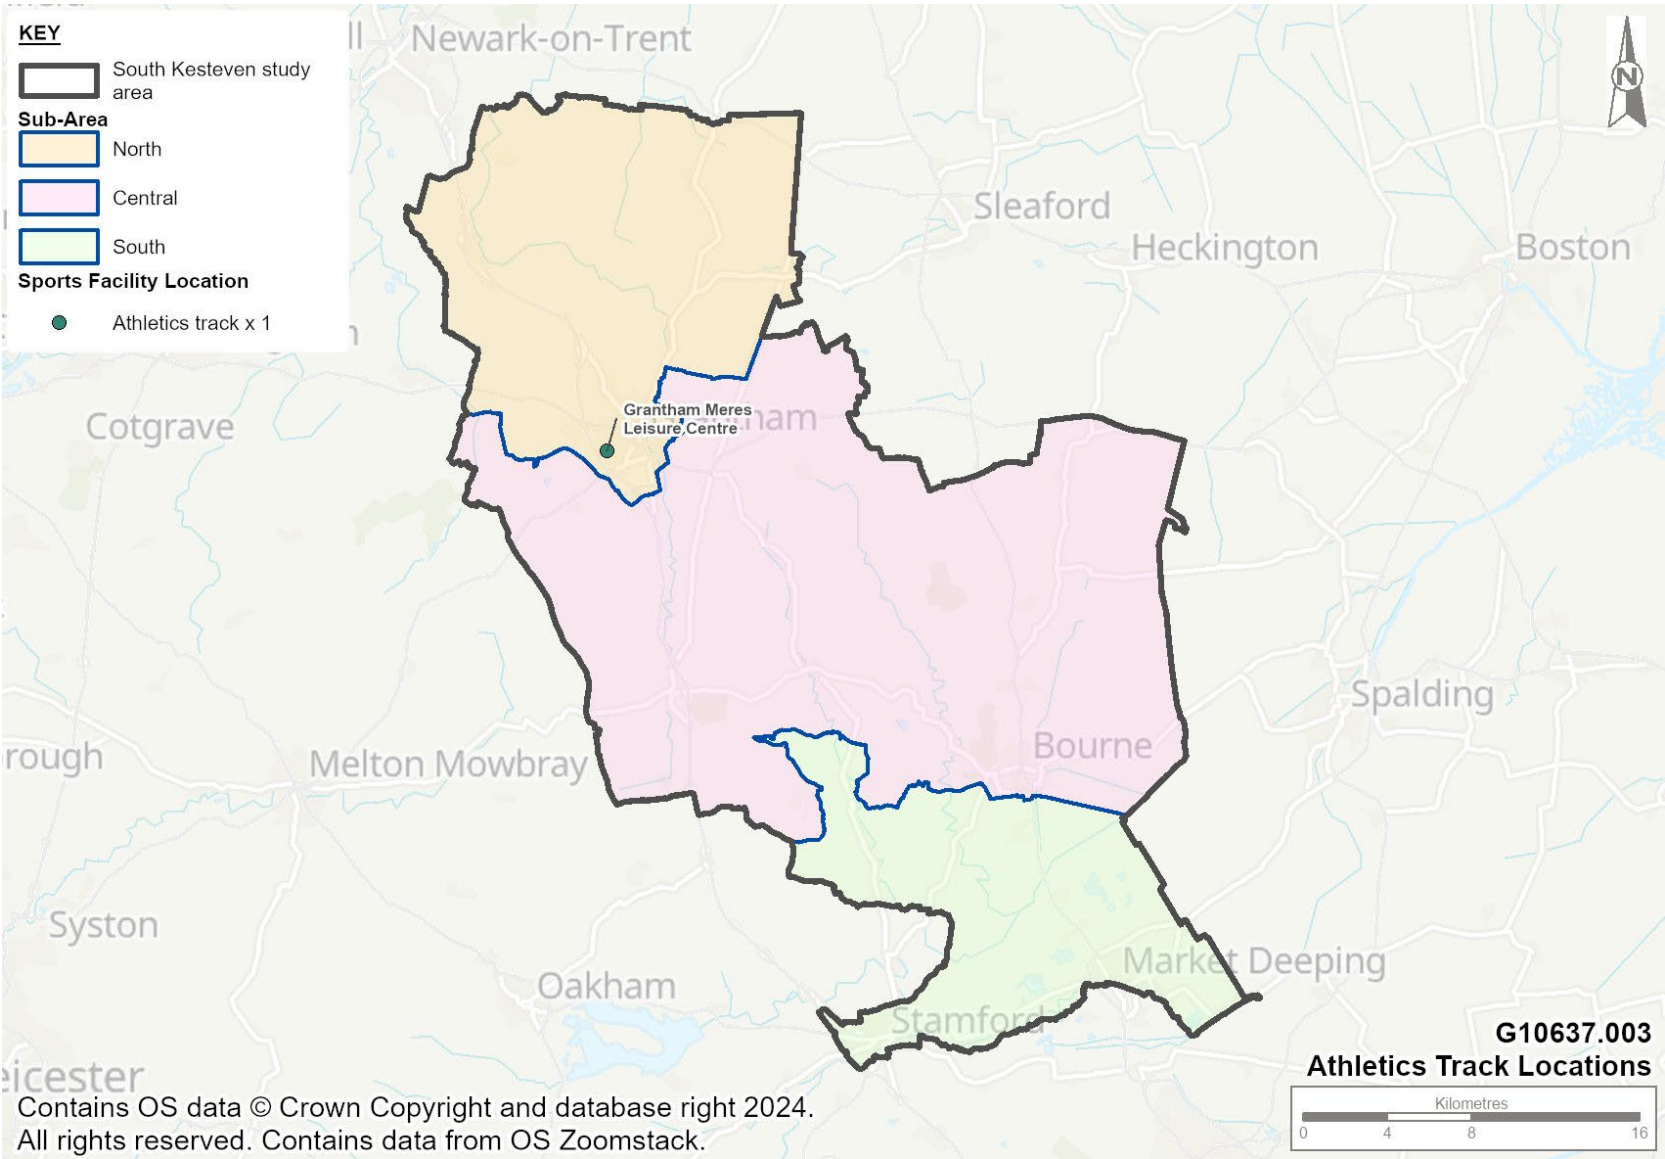 KEY
South Kesteven study
area
Sub-Area
North
Central
South
Sports Facility Location
Athletics track x 1
Newark-on-Trent
N
Sleaford
Heckington
Boston
Cotgrave
Grantham Meres
Leisure Centre
Spalding
Bourne
Melton Mowbray
Syston
Oakham
Market Deeping
Stamford
G10637.003
Athletics Track Locations
Kilometres
0 4 8 16
Contains OS data © Crown Copyright and database right 2024.
All rights reserved. Contains data from OS Zoomstack.